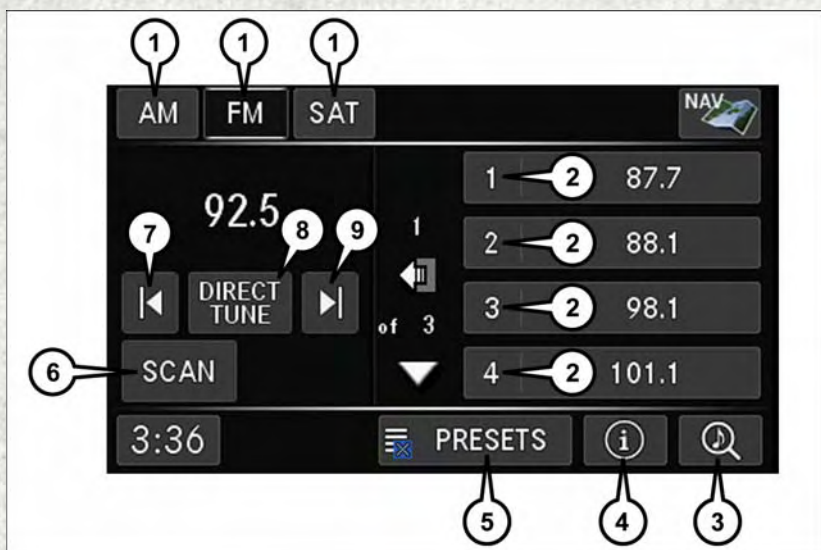 1 1 1
AM FM SAT NAV
1 2 87.7
92.5
7 8 9 1
2 2 88.1
DIRECT
TUNE
3 2 98.1
of 3
6 SCAN
4 2 101.1
3:36 PRESETS i
5 4 3